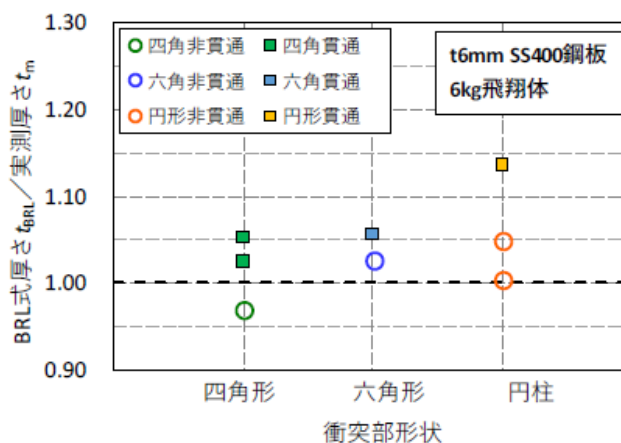 1.30
1.20
1.10
1.00
0.90
BRL式厚さt_BRL／実測厚さt_m
四角非貫通 四角貫通
六角非貫通 六角貫通
円形非貫通 円形貫通
t6mm SS400鋼板
6kg飛翔体
四角形 六角形 円柱
衝突部形状